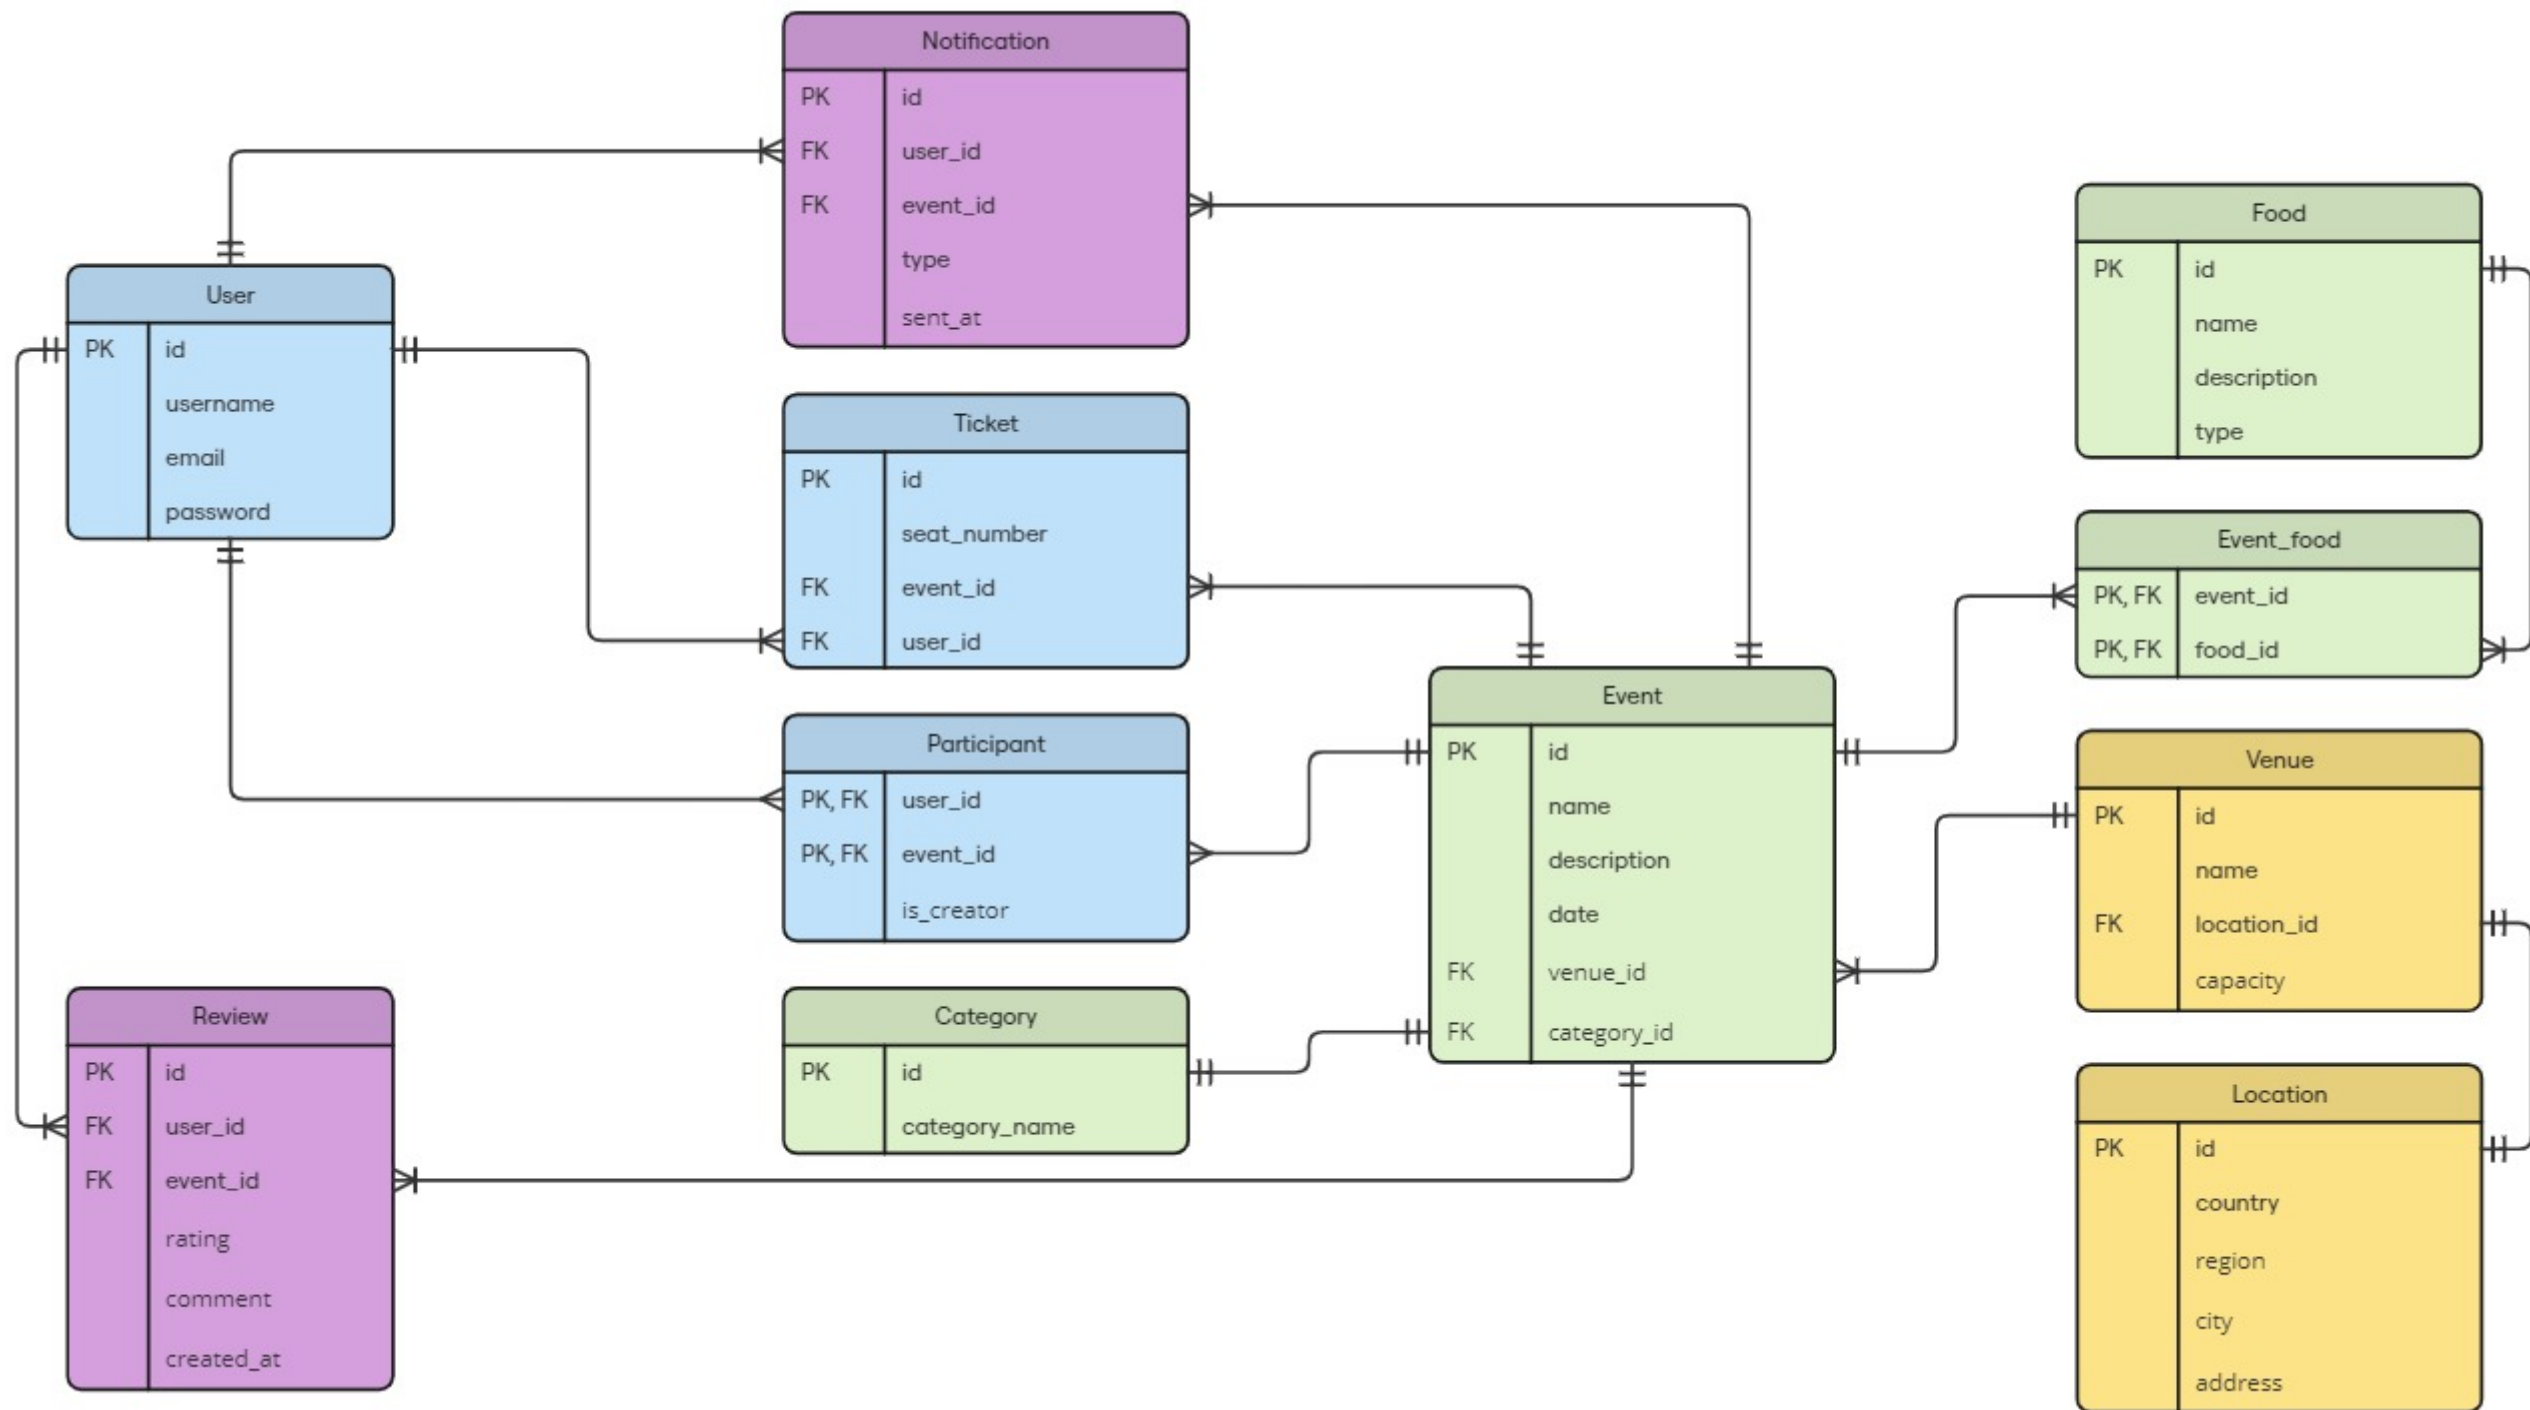 Notification
PK id
FK user_id
FK event_id
type
sent_at
User
PK id
username
email
password
Ticket
PK id
seat_number
FK event_id
FK user_id
Participant
PK, FK user_id
PK, FK event_id
is_creator
Review
PK id
FK user_id
FK event_id
rating
comment
created_at
Category
PK id
category_name
Event
PK id
name
description
date
FK venue_id
FK category_id
Food
PK id
name
description
type
Event_food
PK, FK event_id
PK, FK food_id
Venue
PK id
name
FK location_id
capacity
Location
PK id
country
region
city
address